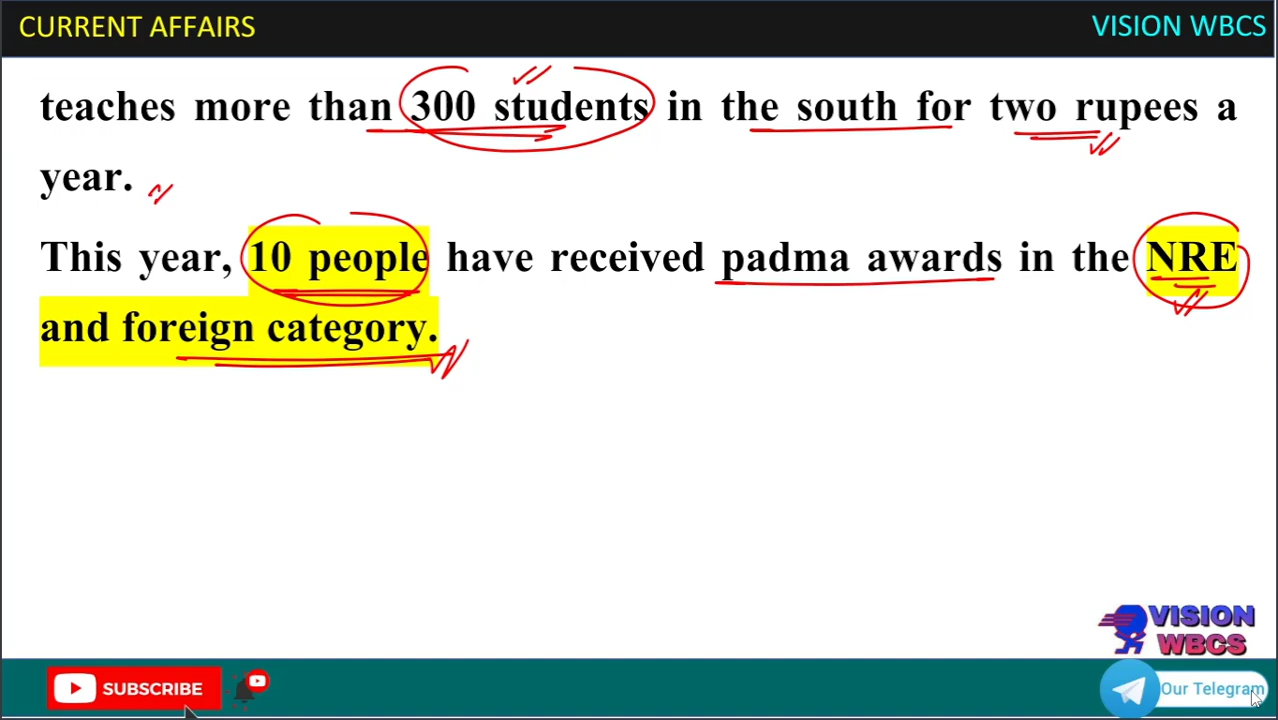 CURRENT AFFAIRS
VISION WBCS
teaches more than 300 students in the south for two rupees a
year.
This year, 10 people have received padma awards in the NRE
and foreign category.
VISION
WBCS
SUBSCRIBE
Our Telegram